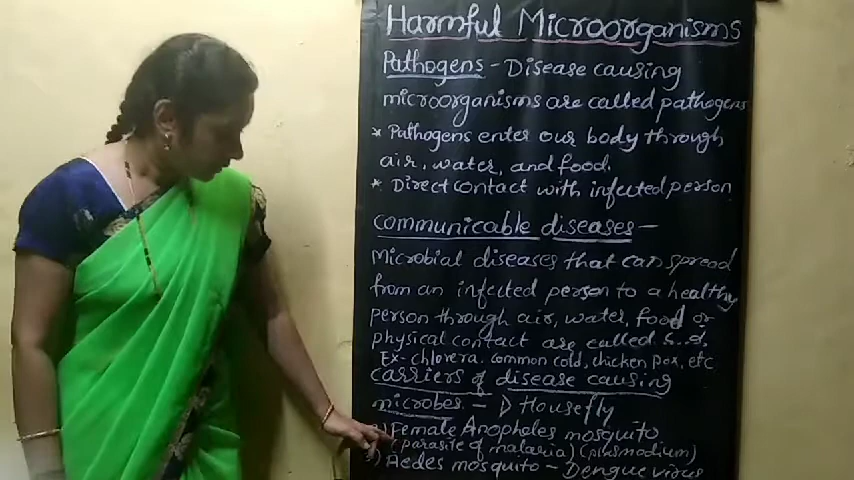 Harmful Microorganisms
Pathogens - Disease causing
microorganisms are called pathogens
* Pathogens enter our body through
air, water, and food.
* Direct contact with infected person
communicable diseases -
Microbial diseases that can spread
from an infected person to a healthy
person through air, water, food or
physical contact are called
Ex- chlorera. common cold, chicken pox, etc
carriers of disease causing
microbes - 1) Housefly
Female Anopheles mosquito
(parasite of malaria)
3) Aedes mosquito - Dengue virus